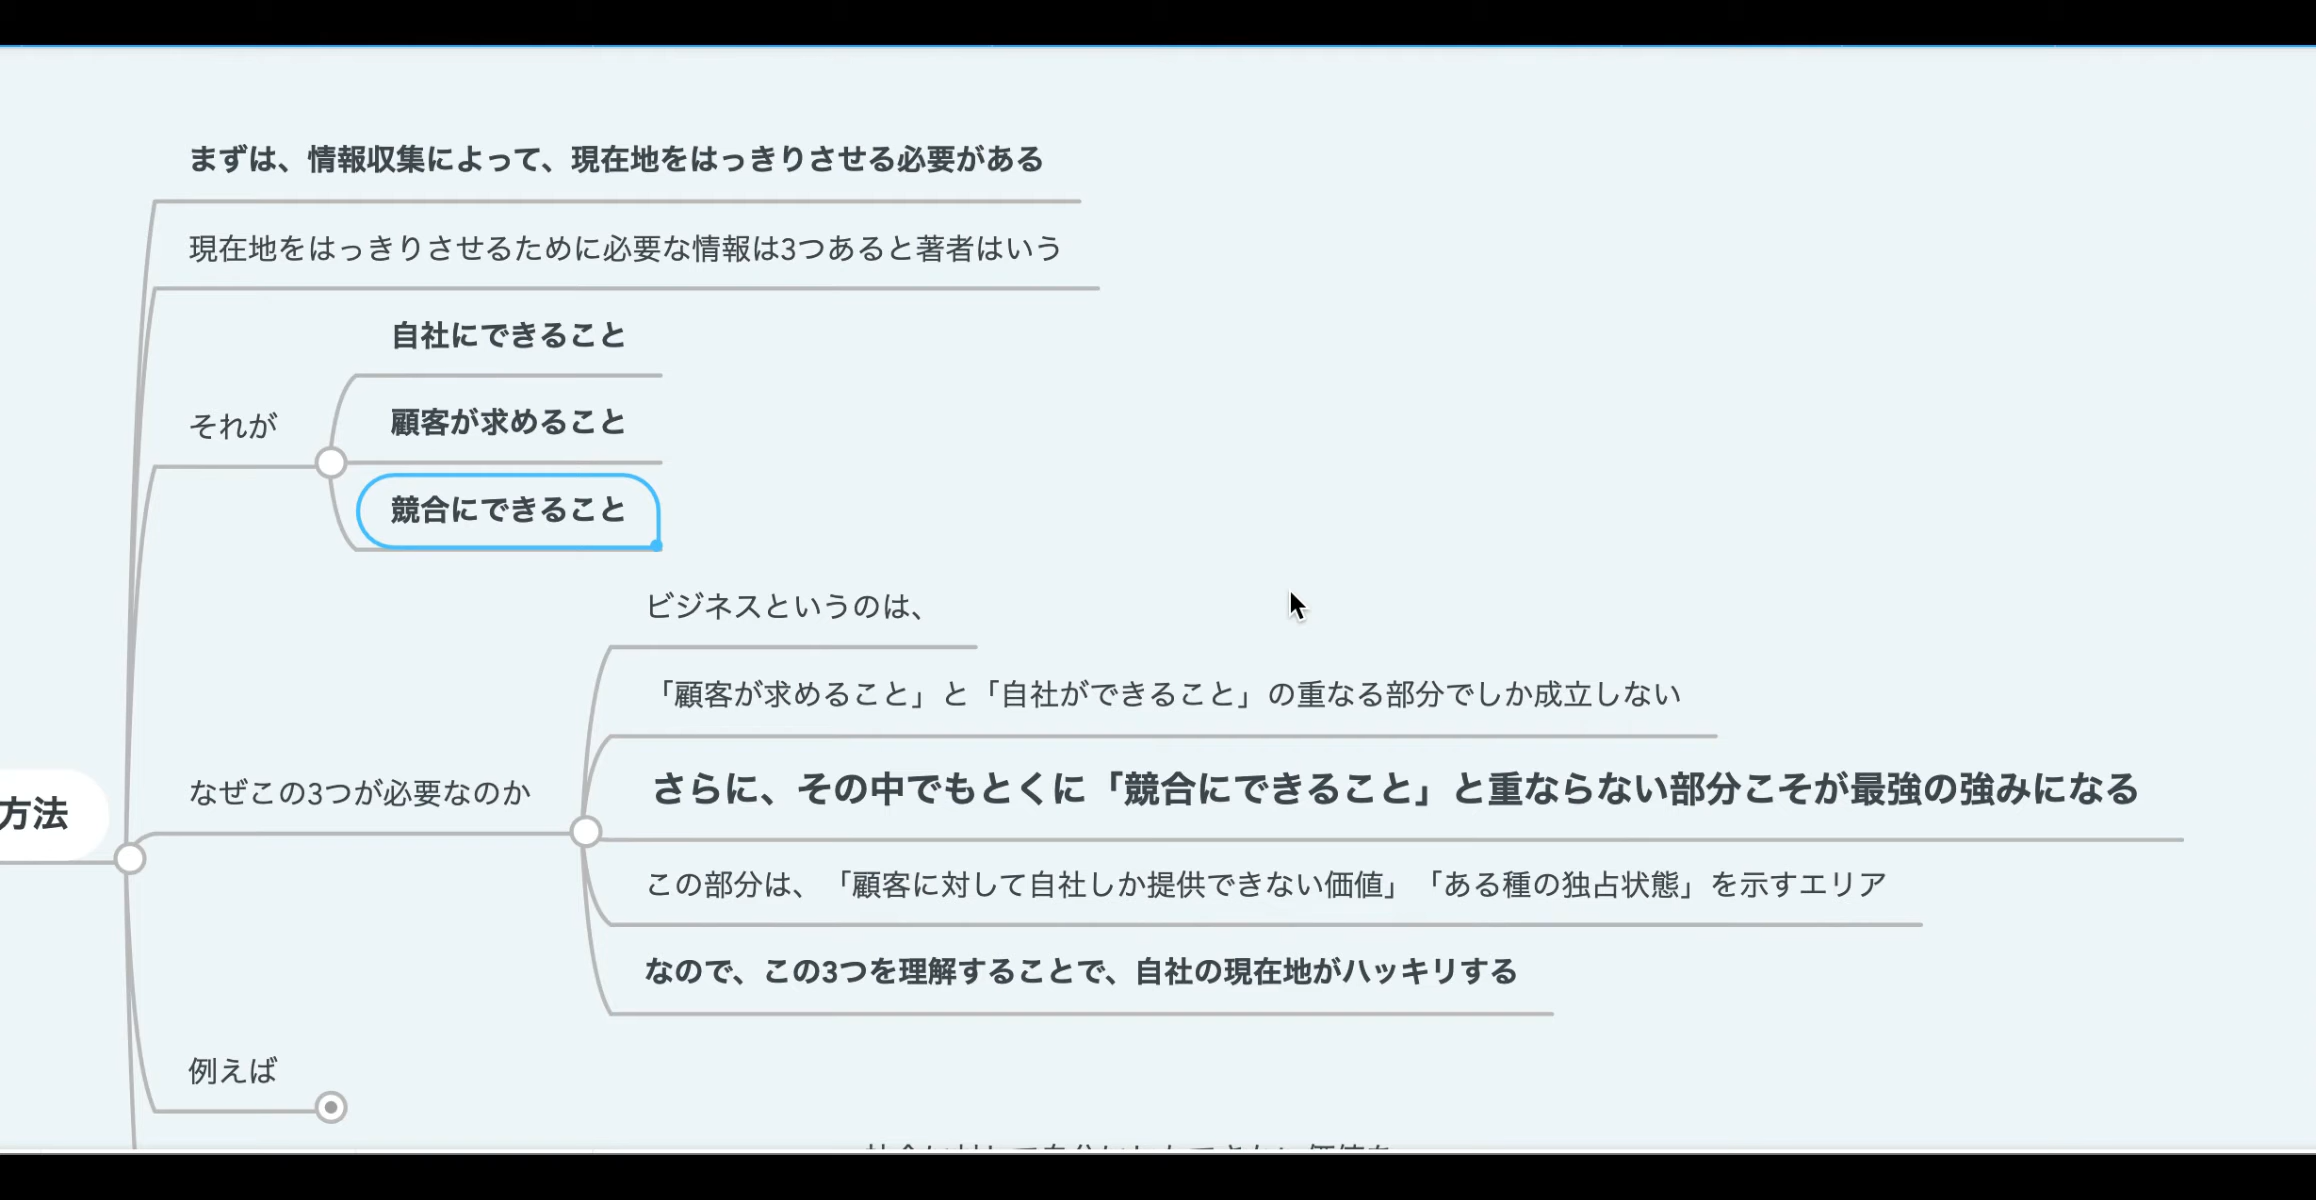 まずは、情報収集によって、現在地をはっきりさせる必要がある
現在地をはっきりさせるために必要な情報は3つあると著者はいう
それが
自社にできること
顧客が求めること
競合にできること
なぜこの3つが必要なのか
ビジネスというのは、
「顧客が求めること」と「自社ができること」の重なる部分でしか成立しない
さらに、その中でもとくに「競合にできること」と重ならない部分こそが最強の強みになる
この部分は、「顧客に対して自社しか提供できない価値」「ある種の独占状態」を示すエリア
なので、この3つを理解することで、自社の現在地がハッキリする
方法
例えば